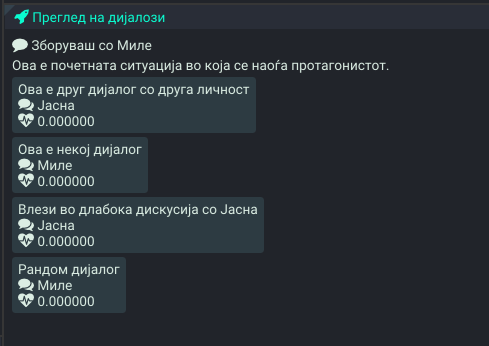 Преглед на дијалози
Зборуваш со Миле
Ова е почетната ситуација во која се наоѓа протагонистот.
Ова е друг дијалог со друга личност
Јасна
0.000000
Ова е некој дијалог
Миле
0.000000
Влези во длабока дискусија со Јасна
Јасна
0.000000
Рандом дијалог
Миле
0.000000